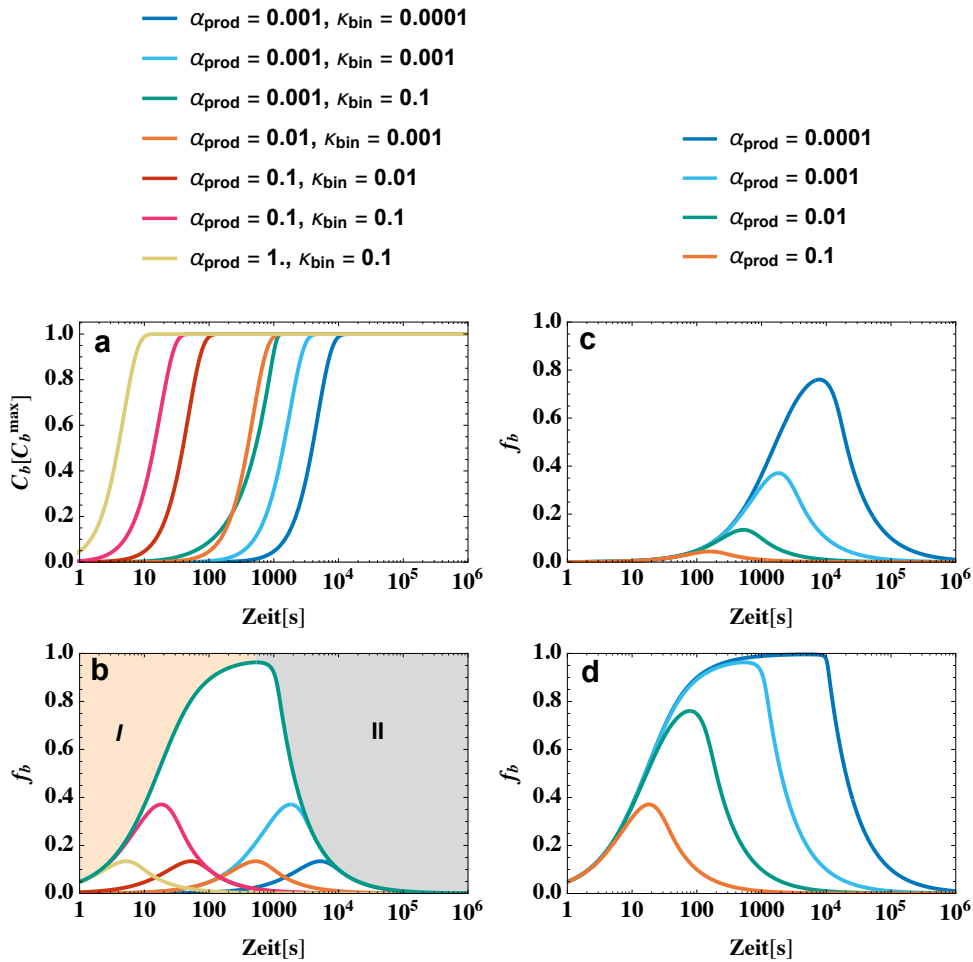 α_prod = 0.001, κ_bin = 0.0001
α_prod = 0.001, κ_bin = 0.001
α_prod = 0.001, κ_bin = 0.1
α_prod = 0.01, κ_bin = 0.001
α_prod = 0.1, κ_bin = 0.01
α_prod = 0.1, κ_bin = 0.1
α_prod = 1., κ_bin = 0.1
α_prod = 0.0001
α_prod = 0.001
α_prod = 0.01
α_prod = 0.1
a
C_b[C_b^max]
1.0
0.8
0.6
0.4
0.2
0.0
1 10 100 1000 10^4 10^5 10^6
Zeit[s]
c
f_b
1.0
0.8
0.6
0.4
0.2
0.0
1 10 100 1000 10^4 10^5 10^6
Zeit[s]
b
I
II
f_b
1.0
0.8
0.6
0.4
0.2
0.0
1 10 100 1000 10^4 10^5 10^6
Zeit[s]
d
f_b
1.0
0.8
0.6
0.4
0.2
0.0
1 10 100 1000 10^4 10^5 10^6
Zeit[s]